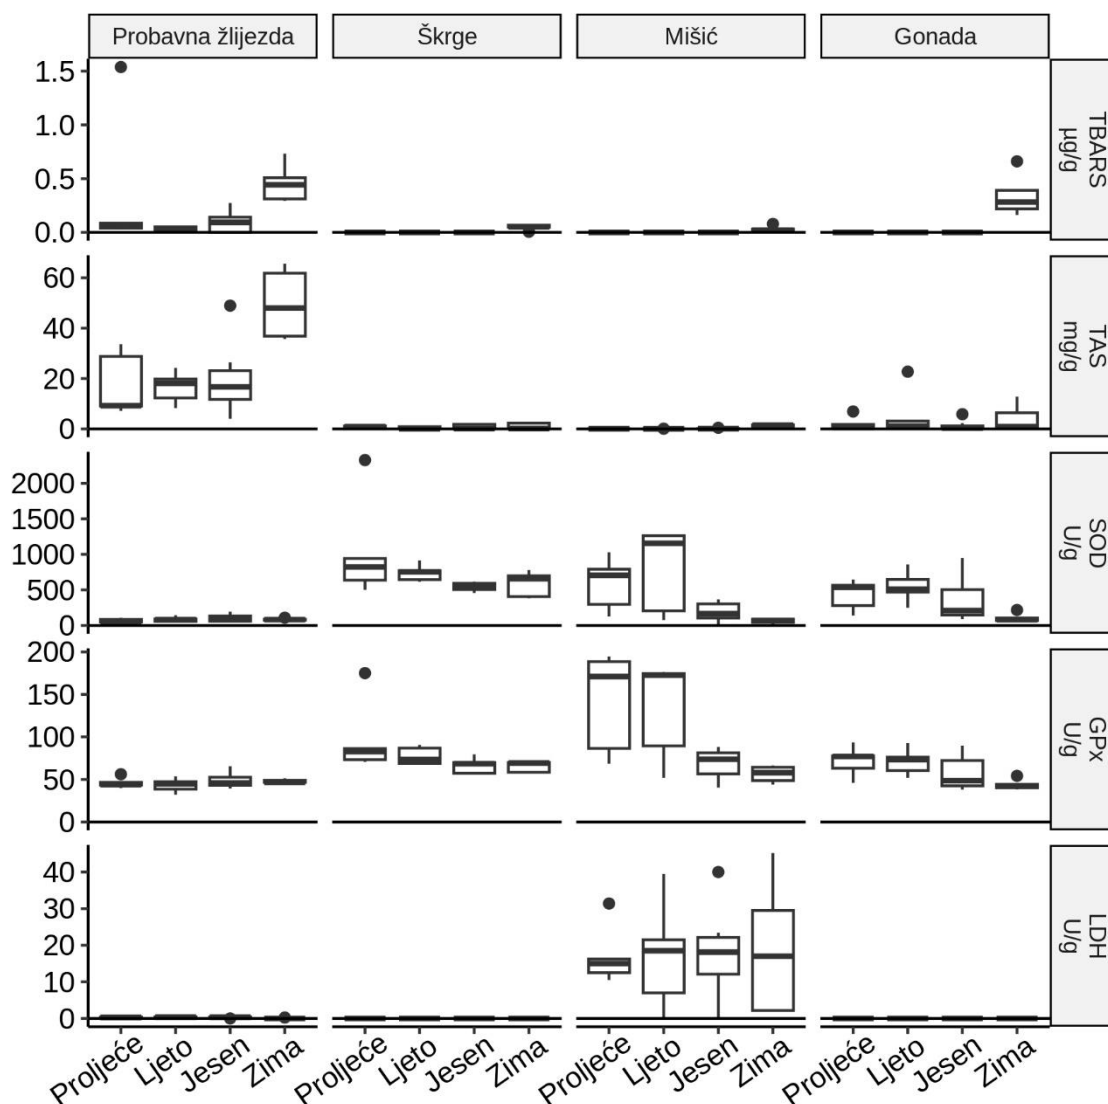 Probavna žlijezda
Škrge
Mišić
Gonada
1.5
1.0
0.5
0.0
TBARS
µg/g
60
40
20
0
TAS
mg/g
2000
1500
1000
500
0
SOD
U/g
200
150
100
50
0
GPx
U/g
40
30
20
10
0
LDH
U/g
Proljeće Ljeto Jesen Zima
Proljeće Ljeto Jesen Zima
Proljeće Ljeto Jesen Zima
Proljeće Ljeto Jesen Zima